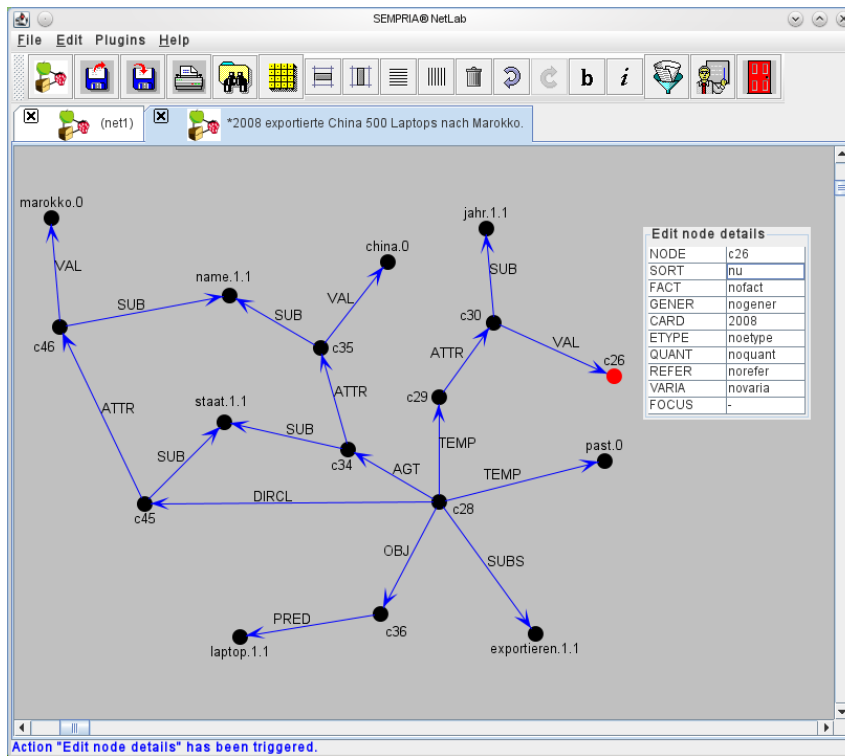 SEMPRIA® NetLab
File Edit Plugins Help
b i
(net1)
*2008 exportierte China 500 Laptops nach Marokko.
marokko.0
jahr.1.1
china.0
Edit node details
NODE c26
SORT nu
FACT nofact
GENER nogener
CARD 2008
ETYPE noetype
QUANT noquant
REFER norefer
VARIA novaria
FOCUS -
VAL
name.1.1
SUB
SUB
VAL
c30
SUB
c46
SUB
c35
VAL
ATTR
c26
ATTR
c29
staat.1.1
ATTR
SUB
SUB
TEMP
past.0
c34
AGT
TEMP
c45
DIRCL
c28
OBJ
SUBS
PRED
c36
laptop.1.1
exportieren.1.1
Action "Edit node details" has been triggered.